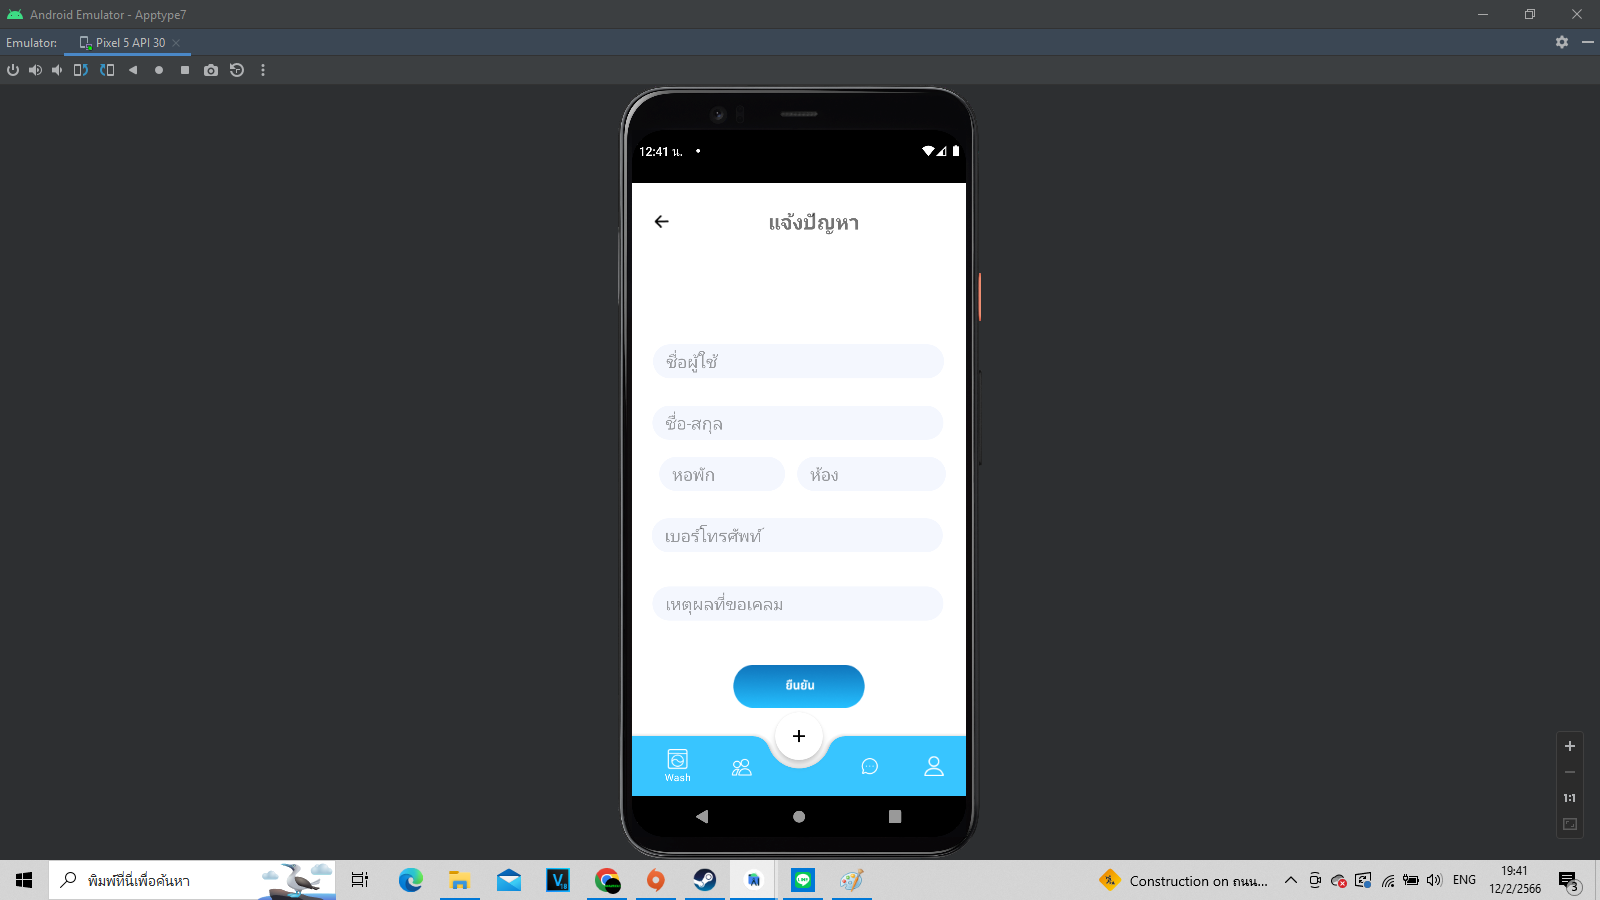 Android Emulator - Apptype7
Emulator:
Pixel 5 API 30
12:41 น.
แจ้งปัญหา
ชื่อผู้ใช้
ชื่อ-สกุล
หอพัก
ห้อง
เบอร์โทรศัพท์
เหตุผลที่ขอเคลม
ยืนยัน
+
Wash
1:1
พิมพ์ที่นี่เพื่อค้นหา
Construction on ถนน...
ENG
19:41
12/2/2566
3